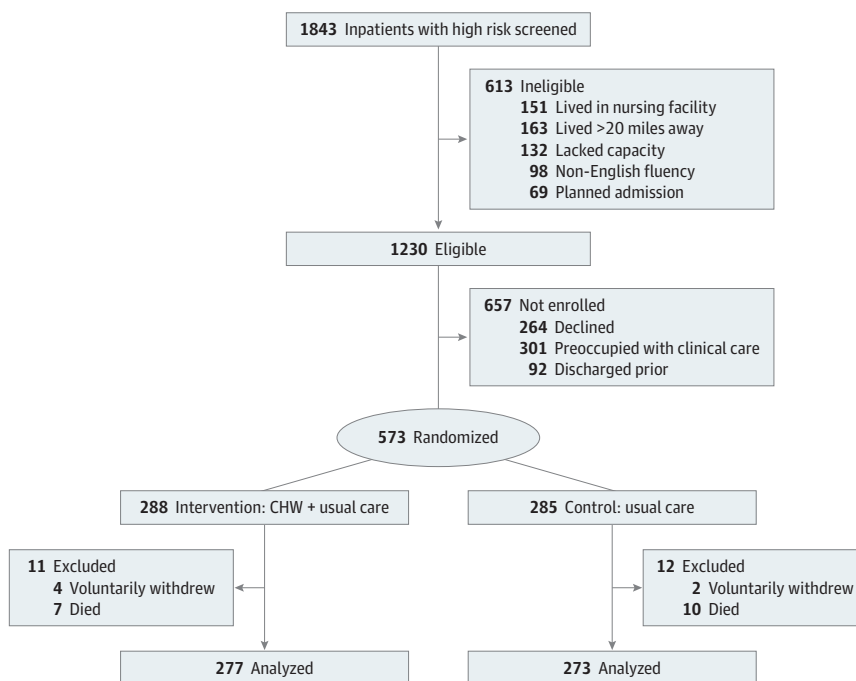 1843 Inpatients with high risk screened
613 Ineligible
151 Lived in nursing facility
163 Lived >20 miles away
132 Lacked capacity
98 Non-English fluency
69 Planned admission
1230 Eligible
657 Not enrolled
264 Declined
301 Preoccupied with clinical care
92 Discharged prior
573 Randomized
288 Intervention: CHW + usual care
285 Control: usual care
11 Excluded
4 Voluntarily withdrew
7 Died
12 Excluded
2 Voluntarily withdrew
10 Died
277 Analyzed
273 Analyzed